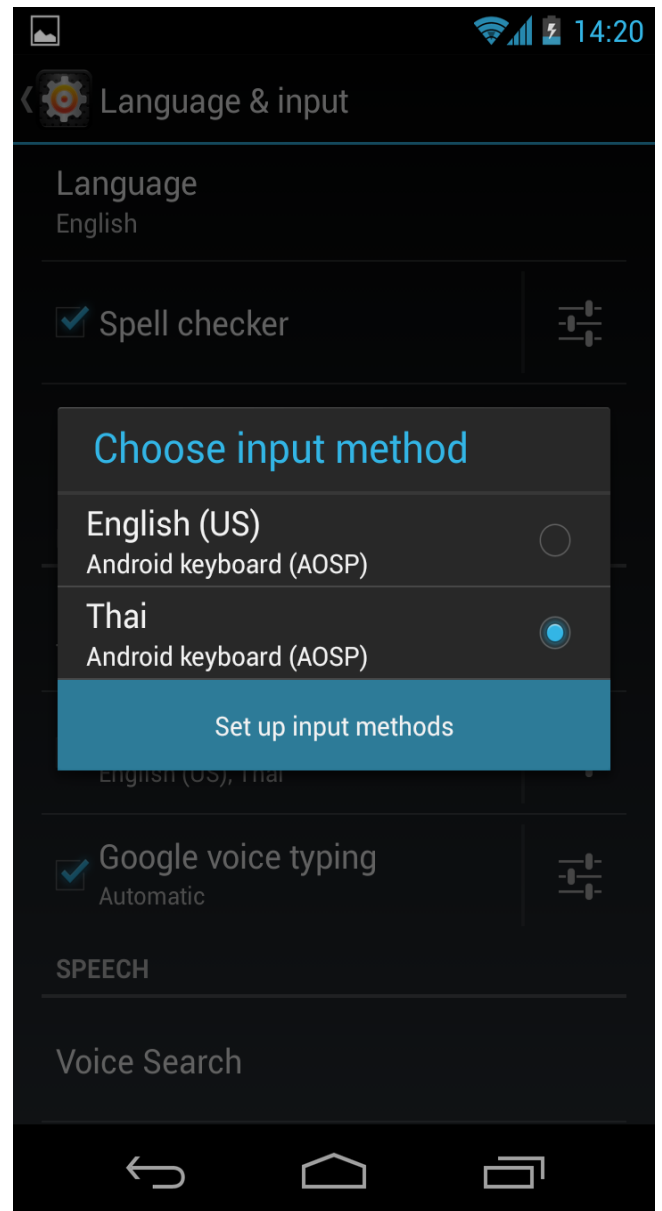 14:20
Language & input
Language
English
Spell checker
Choose input method
English (US)
Android keyboard (AOSP)
Thai
Android keyboard (AOSP)
Set up input methods
English (US), Thai
Google voice typing
Automatic
SPEECH
Voice Search